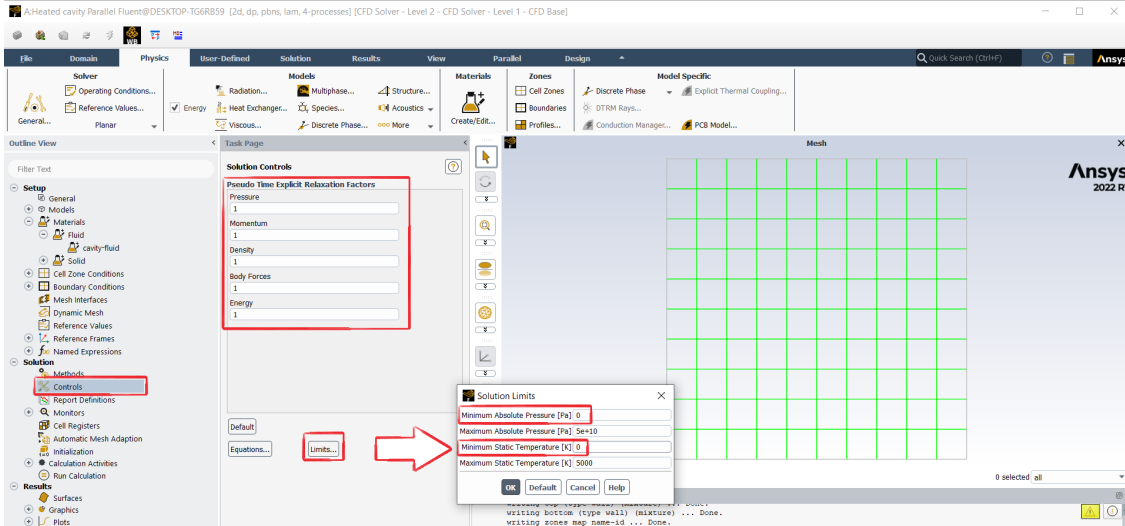 A:Heated cavity Parallel Fluent@DESKTOP-TG6RB59 [2d, dp, pbns, lam, 4-processes] [CFD Solver - Level 2 - CFD Solver - Level 1 - CFD Base]
WB
File Domain Physics User-Defined Solution Results View Parallel Design Quick Search (Ctrl+F) Ansys
Solver Models Materials Zones Model Specific
General... Operating Conditions... Reference Values... Planar
Energy
Radiation... Multiphase... Structure...
Heat Exchanger... Species... Acoustics
Viscous... Discrete Phase... More
Create/Edit...
Cell Zones
Boundaries
Profiles...
Discrete Phase Explicit Thermal Coupling...
DTRM Rays...
Conduction Manager... PCB Model...
Outline View
Filter Text
Setup
General
Models
Materials
Fluid
cavity-fluid
Solid
Cell Zone Conditions
Boundary Conditions
Mesh Interfaces
Dynamic Mesh
Reference Values
Reference Frames
Named Expressions
Solution
Methods
Controls
Report Definitions
Monitors
Cell Registers
Automatic Mesh Adaption
Initialization
Calculation Activities
Run Calculation
Results
Surfaces
Graphics
Plots
Task Page
Solution Controls
Pseudo Time Explicit Relaxation Factors
Pressure
1
Momentum
1
Density
1
Body Forces
1
Energy
1
Default
Equations... Limits...
Mesh
Ansys
2022 R
Solution Limits
Minimum Absolute Pressure [Pa] 0
Maximum Absolute Pressure [Pa] 5e+10
Minimum Static Temperature [K] 0
Maximum Static Temperature [K] 5000
OK Default Cancel Help
0 selected all
writing bottom (type wall) (mixture) ... Done.
writing zones map name-id ... Done.